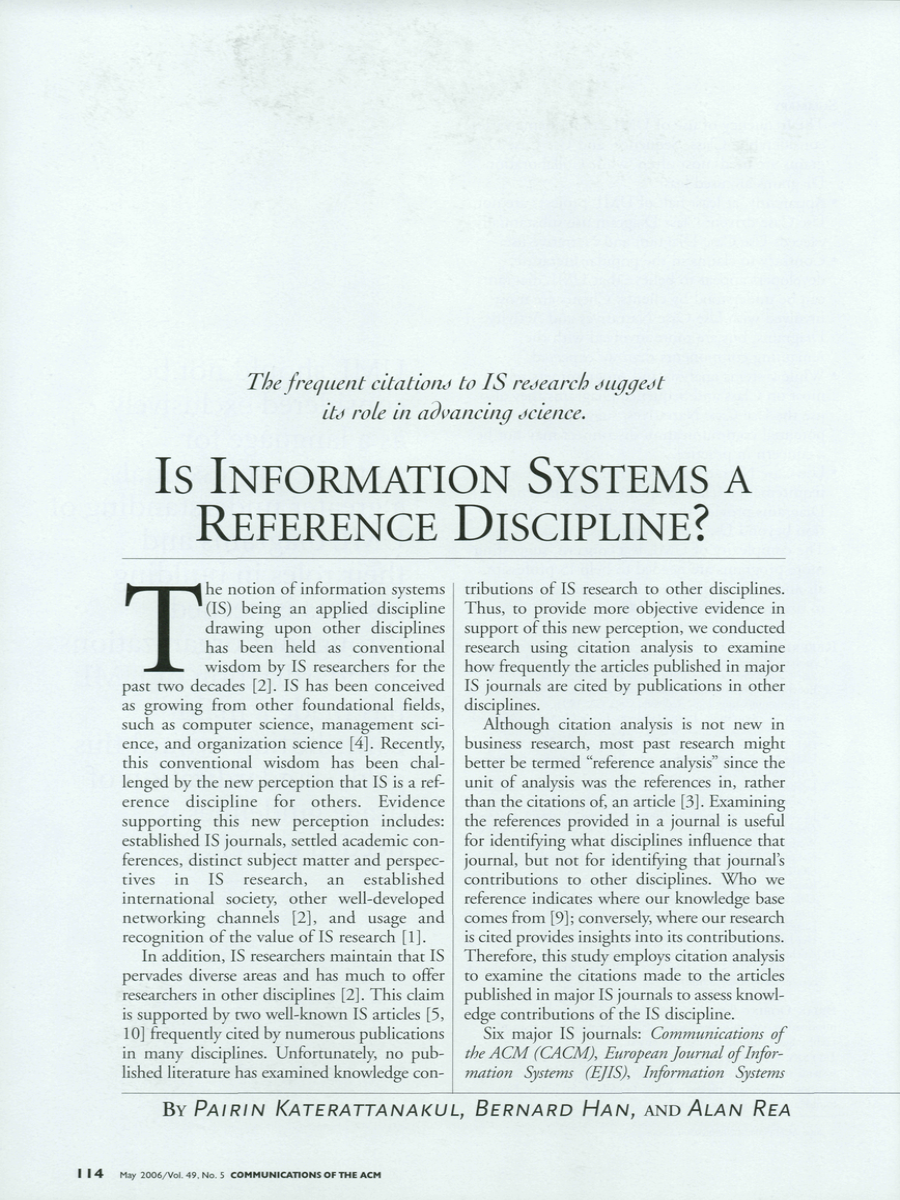 The frequent citations to IS research suggest
its role in advancing science.
IS INFORMATION SYSTEMS A
REFERENCE DISCIPLINE?
The notion of information systems
(IS) being an applied discipline
drawing upon other disciplines
has been held as conventional
wisdom by IS researchers for the
past two decades [2]. IS has been conceived
as growing from other foundational fields,
such as computer science, management sci-
ence, and organization science [4]. Recently,
this conventional wisdom has been chal-
lenged by the new perception that IS is a ref-
erence discipline for others. Evidence
supporting this new perception includes:
established IS journals, settled academic con-
ferences, distinct subject matter and perspec-
tives in IS research, an established
international society, other well-developed
networking channels [2], and usage and
recognition of the value of IS research [1].
In addition, IS researchers maintain that IS
pervades diverse areas and has much to offer
researchers in other disciplines [2]. This claim
is supported by two well-known IS articles [5,
10] frequently cited by numerous publications
in many disciplines. Unfortunately, no pub-
lished literature has examined knowledge con-
tributions of IS research to other disciplines.
Thus, to provide more objective evidence in
support of this new perception, we conducted
research using citation analysis to examine
how frequently the articles published in major
IS journals are cited by publications in other
disciplines.
Although citation analysis is not new in
business research, most past research might
better be termed “reference analysis” since the
unit of analysis was the references in, rather
than the citations of, an article [3]. Examining
the references provided in a journal is useful
for identifying what disciplines influence that
journal, but not for identifying that journal’s
contributions to other disciplines. Who we
reference indicates where our knowledge base
comes from [9]; conversely, where our research
is cited provides insights into its contributions.
Therefore, this study employs citation analysis
to examine the citations made to the articles
published in major IS journals to assess knowl-
edge contributions of the IS discipline.
Six major IS journals: Communications of
the ACM (CACM), European Journal of Infor-
mation Systems (EJIS), Information Systems
BY PAIRIN KATERATTANAKUL, BERNARD HAN, AND ALAN REA
114 May 2006/Vol. 49, No. 5 COMMUNICATIONS OF THE ACM